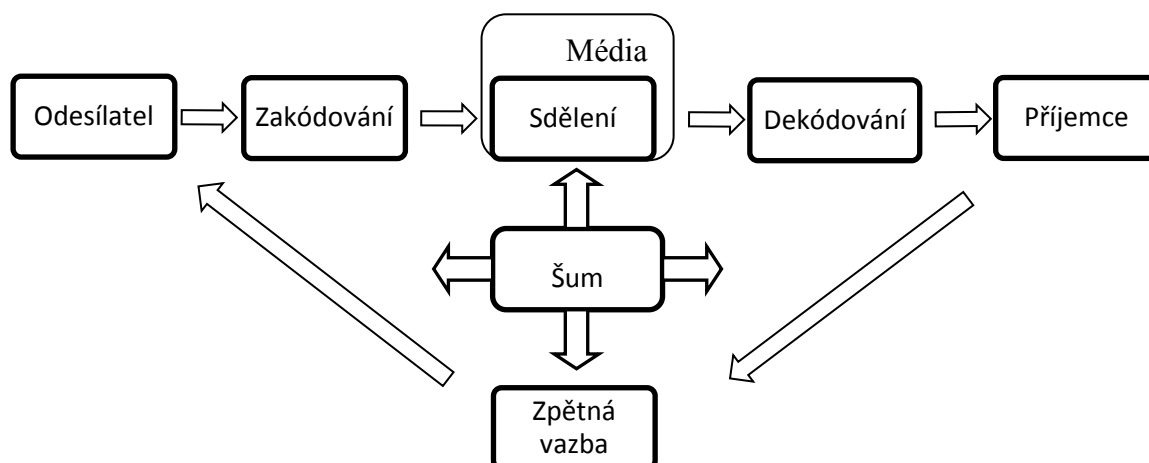 Média
Odesílatel
Zakódování
Sdělení
Dekódování
Příjemce
Šum
Zpětná
vazba